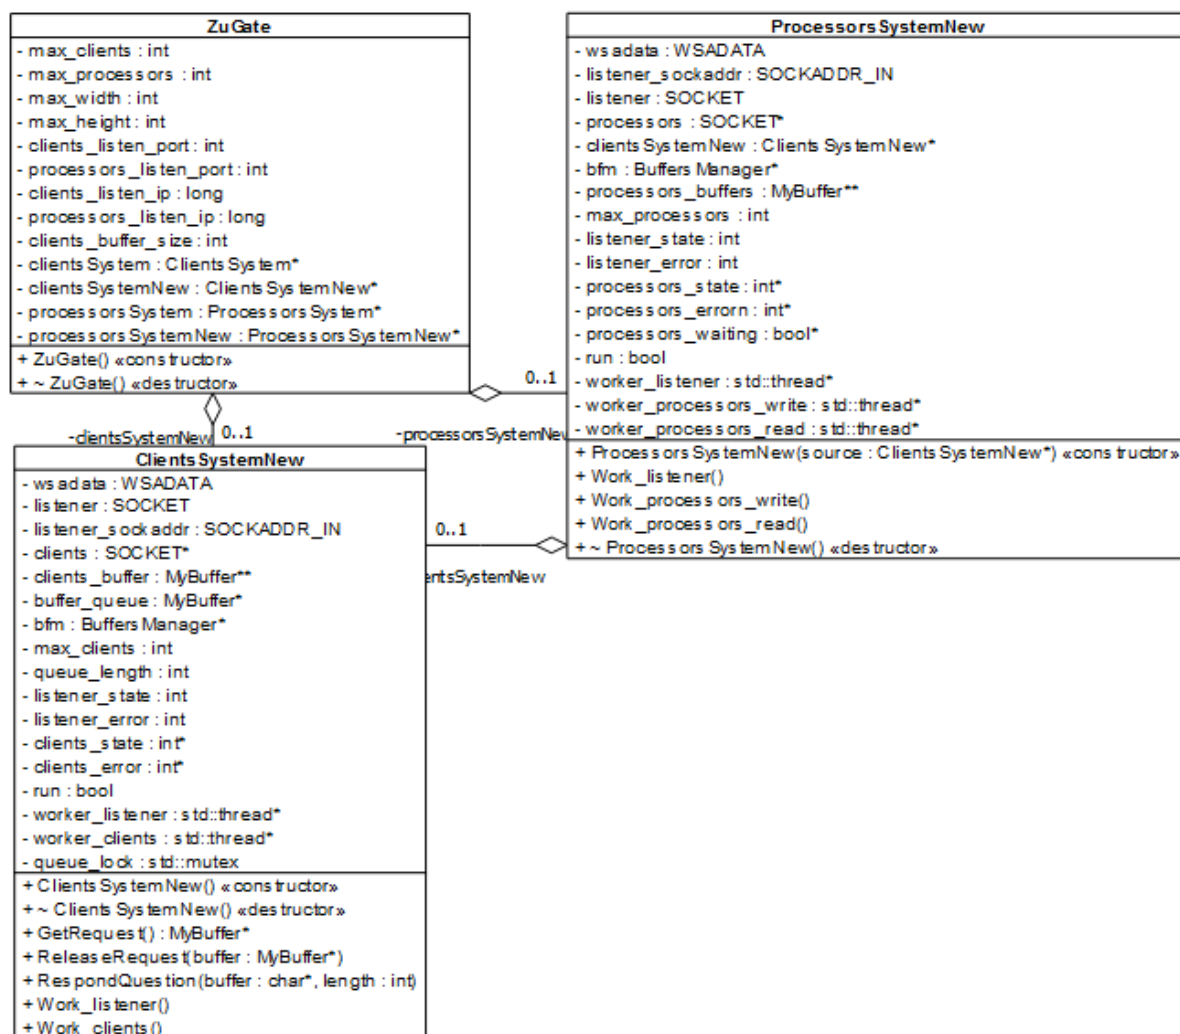 ZuGate
- max_clients : int
- max_processors : int
- max_width : int
- max_height : int
- clients_listen_port : int
- processors_listen_port : int
- clients_listen_ip : long
- processors_listen_ip : long
- clients_buffer_size : int
- clientsSystem : ClientsSystem*
- clientsSystemNew : ClientsSystemNew*
- processorsSystem : ProcessorsSystem*
- processorsSystemNew : ProcessorsSystemNew*
+ ZuGate() «constructor»
+ ~ ZuGate() «destructor»
ProcessorsSystemNew
- wsadata : WSADATA
- listener_sockaddr : SOCKADDR_IN
- listener : SOCKET
- processors : SOCKET*
- clientsSystemNew : ClientsSystemNew*
- bfm : BuffersManager*
- processors_buffers : MyBuffer**
- max_processors : int
- listener_state : int
- listener_error : int
- processors_state : int*
- processors_errorn : int*
- processors_waiting : bool*
- run : bool
- worker_listener : std::thread*
- worker_processors_write : std::thread*
- worker_processors_read : std::thread*
+ ProcessorsSystemNew(source : ClientsSystemNew*) «constructor»
+ Work_listener()
+ Work_processors_write()
+ Work_processors_read()
+ ~ ProcessorsSystemNew() «destructor»
0..1
-processorsSystemNew
-clientsSystemNew
0..1
0..1
entsSystemNew
ClientsSystemNew
- wsadata : WSADATA
- listener : SOCKET
- listener_sockaddr : SOCKADDR_IN
- clients : SOCKET*
- clients_buffer : MyBuffer**
- buffer_queue : MyBuffer*
- bfm : BuffersManager*
- max_clients : int
- queue_length : int
- listener_state : int
- listener_error : int
- clients_state : int*
- clients_error : int*
- run : bool
- worker_listener : std::thread*
- worker_clients : std::thread*
- queue_lock : std::mutex
+ ClientsSystemNew() «constructor»
+ ~ ClientsSystemNew() «destructor»
+ GetRequest() : MyBuffer*
+ ReleaseRequest(buffer : MyBuffer*)
+ RespondQuestion(buffer : char*, length : int)
+ Work_listener()
+ Work_clients()